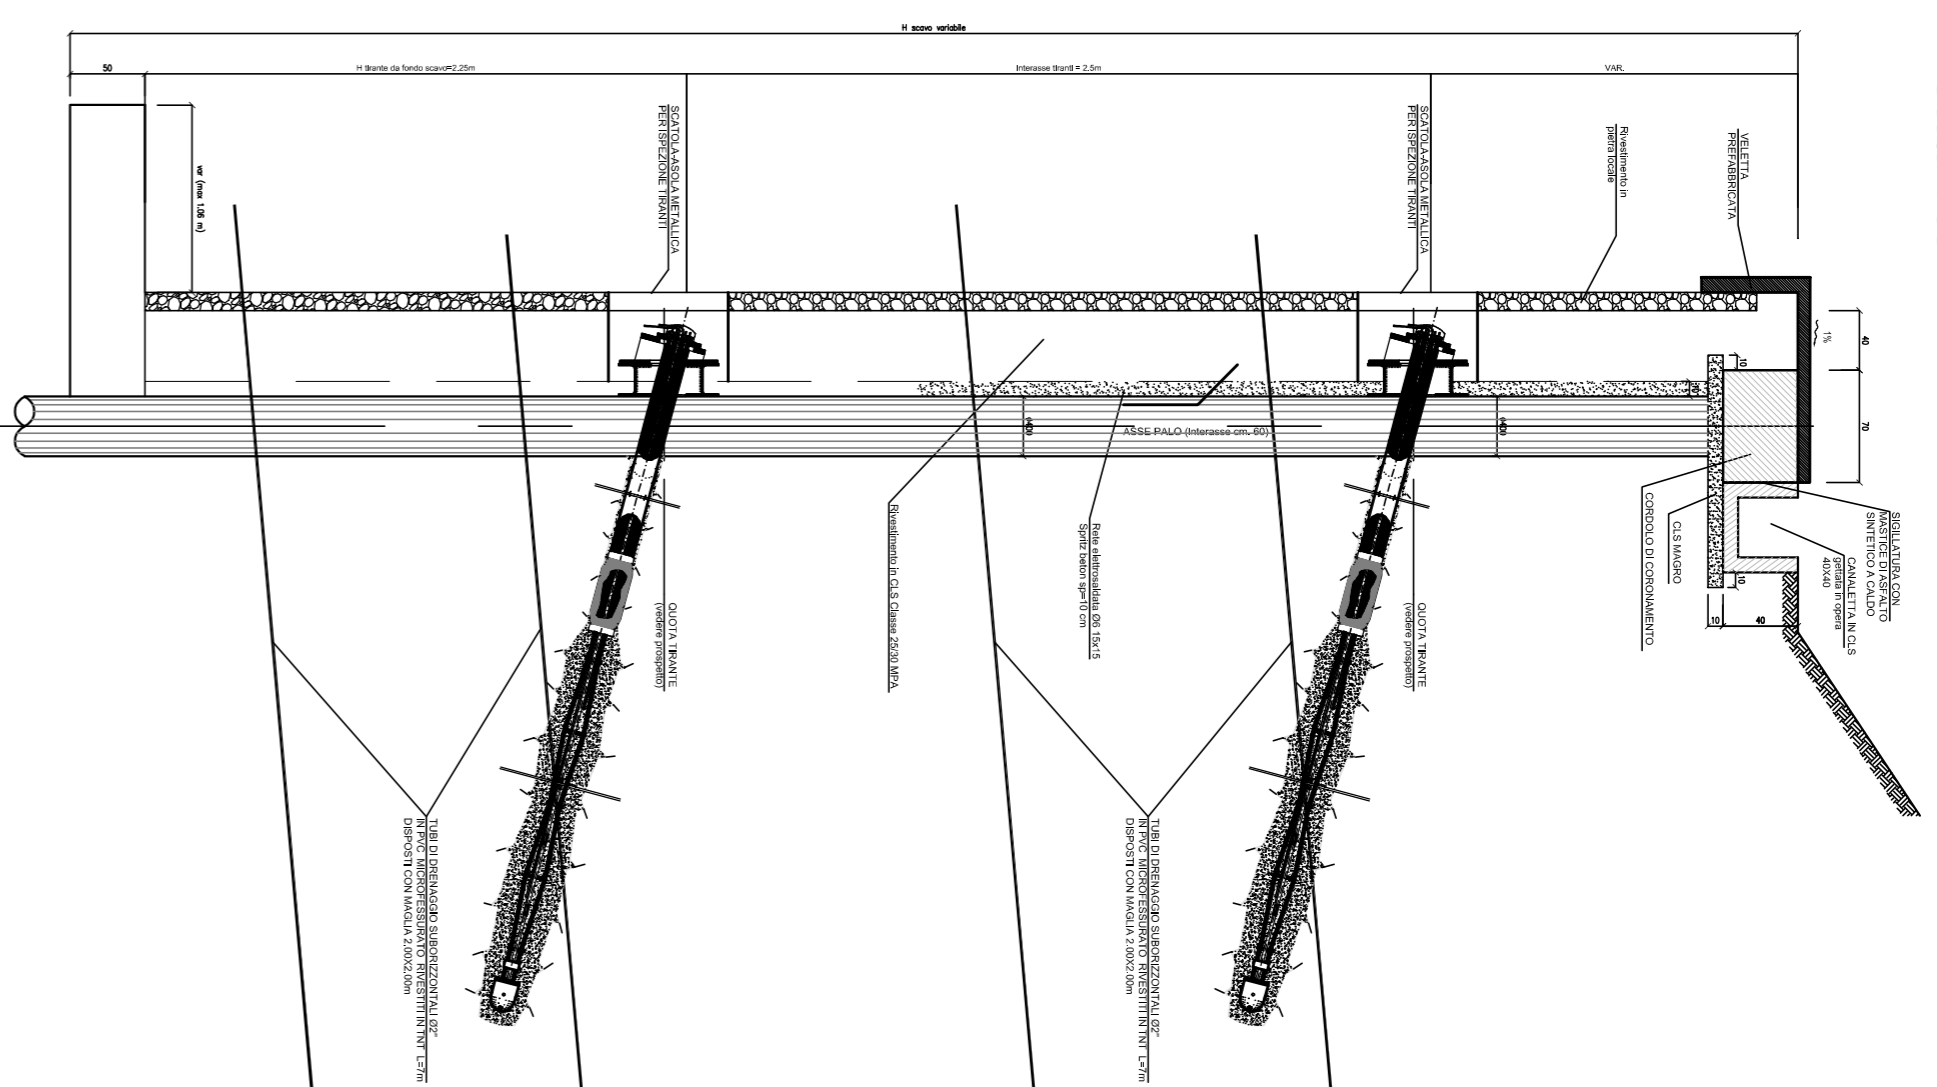 H scavo variabile
50
H tirante da fondo scavo=2.25m
Interasse tiranti = 2.5m
VAR.
var (max 1.06 m)
SCATOLA-ASOLA METALLICA
PER ISPEZIONE TIRANTI
SCATOLA-ASOLA METALLICA
PER ISPEZIONE TIRANTI
Rivestimento in
pietra locale
VELETTA
PREFABBRICATA
1%
40
10
70
10
ASSE PALO (Interasse cm. 60)
SIGILLATURA CON
MASTICE DI ASFALTO
SINTETICO A CALDO
CANALETTA IN CLS
gettata in opera
40X40
CLS MAGRO
CORDOLO DI CORONAMENTO
10
40
Rivestimento in CLS Classe 25/30 MPA
Rete elettrosaldata Ø6 15x15
Spritz beton sp=10 cm
QUOTA TIRANTE
(vedere prospetto)
QUOTA TIRANTE
(vedere prospetto)
TUBI DI DRENAGGIO SUBORIZZONTALI Ø2"
IN PVC MICROFESSURATO RIVESTITI IN TNT L=7m
DISPOSTI CON MAGLIA 2.00X2.00m
TUBI DI DRENAGGIO SUBORIZZONTALI Ø2"
IN PVC MICROFESSURATO RIVESTITI IN TNT L=7m
DISPOSTI CON MAGLIA 2.00X2.00m